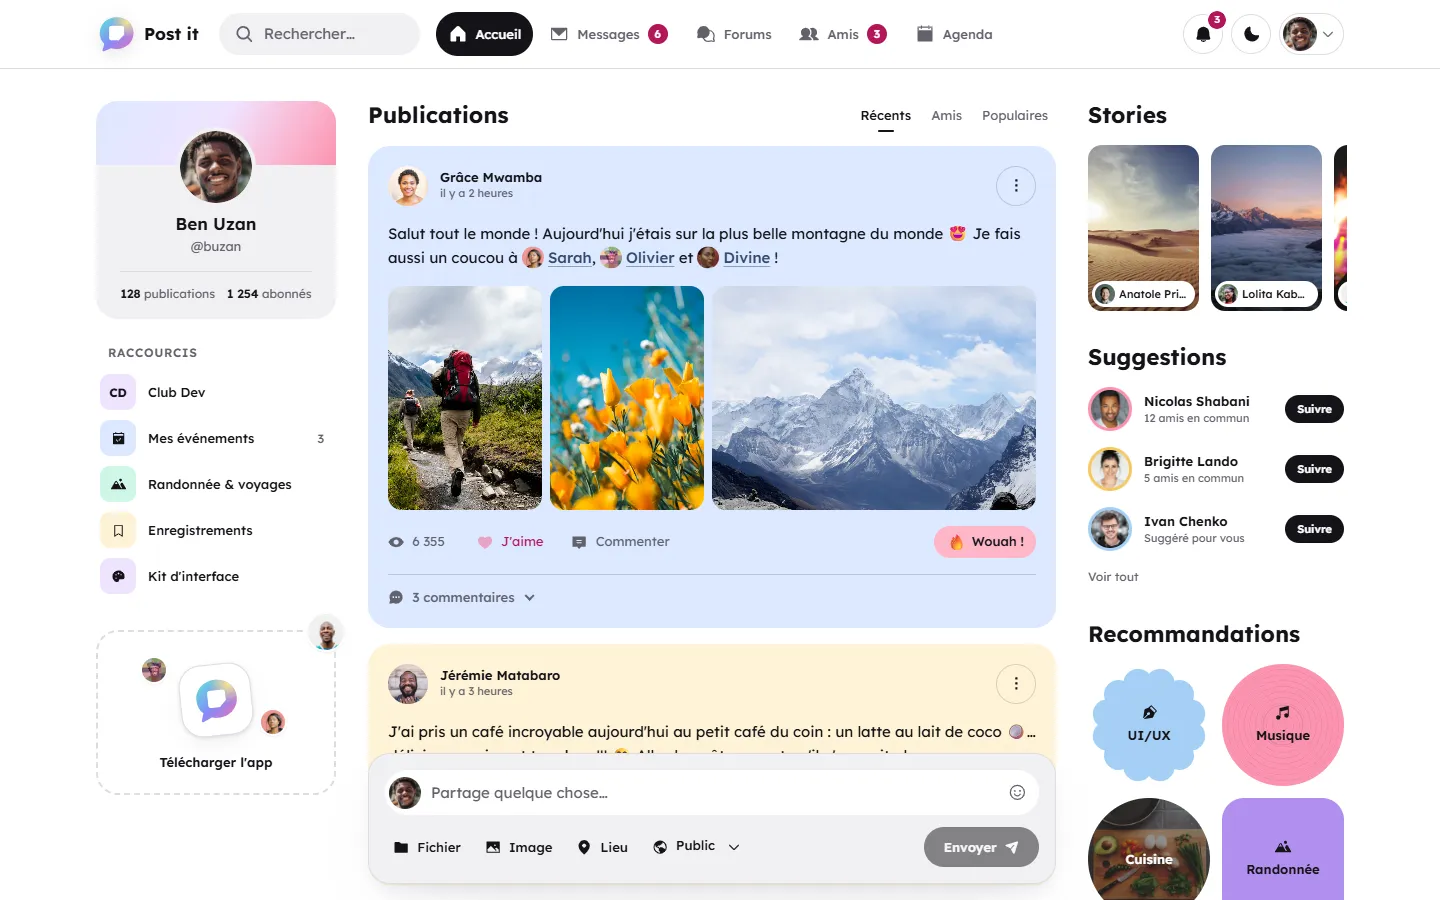 Post it
Rechercher...
Accueil
Messages 6
Forums
Amis 3
Agenda
3
Ben Uzan
@buzan
128 publications 1 254 abonnés
RACCOURCIS
CD Club Dev
Mes événements 3
Randonnée & voyages
Enregistrements
Kit d'interface
Télécharger l'app
Publications
Récents Amis Populaires
Grâce Mwamba
il y a 2 heures
Salut tout le monde ! Aujourd'hui j'étais sur la plus belle montagne du monde 😍 Je fais
aussi un coucou à Sarah, Olivier et Divine !
6 355 J'aime Commenter
🔥 Wouah !
3 commentaires
Jérémie Matabaro
il y a 3 heures
J'ai pris un café incroyable aujourd'hui au petit café du coin : un latte au lait de coco 🥥...
Partage quelque chose...
Fichier Image Lieu Public
Envoyer
Stories
Anatole Pri...
Lolita Kab...
Suggestions
Nicolas Shabani
12 amis en commun
Suivre
Brigitte Lando
5 amis en commun
Suivre
Ivan Chenko
Suggéré pour vous
Suivre
Voir tout
Recommandations
UI/UX
Musique
Cuisine
Randonnée